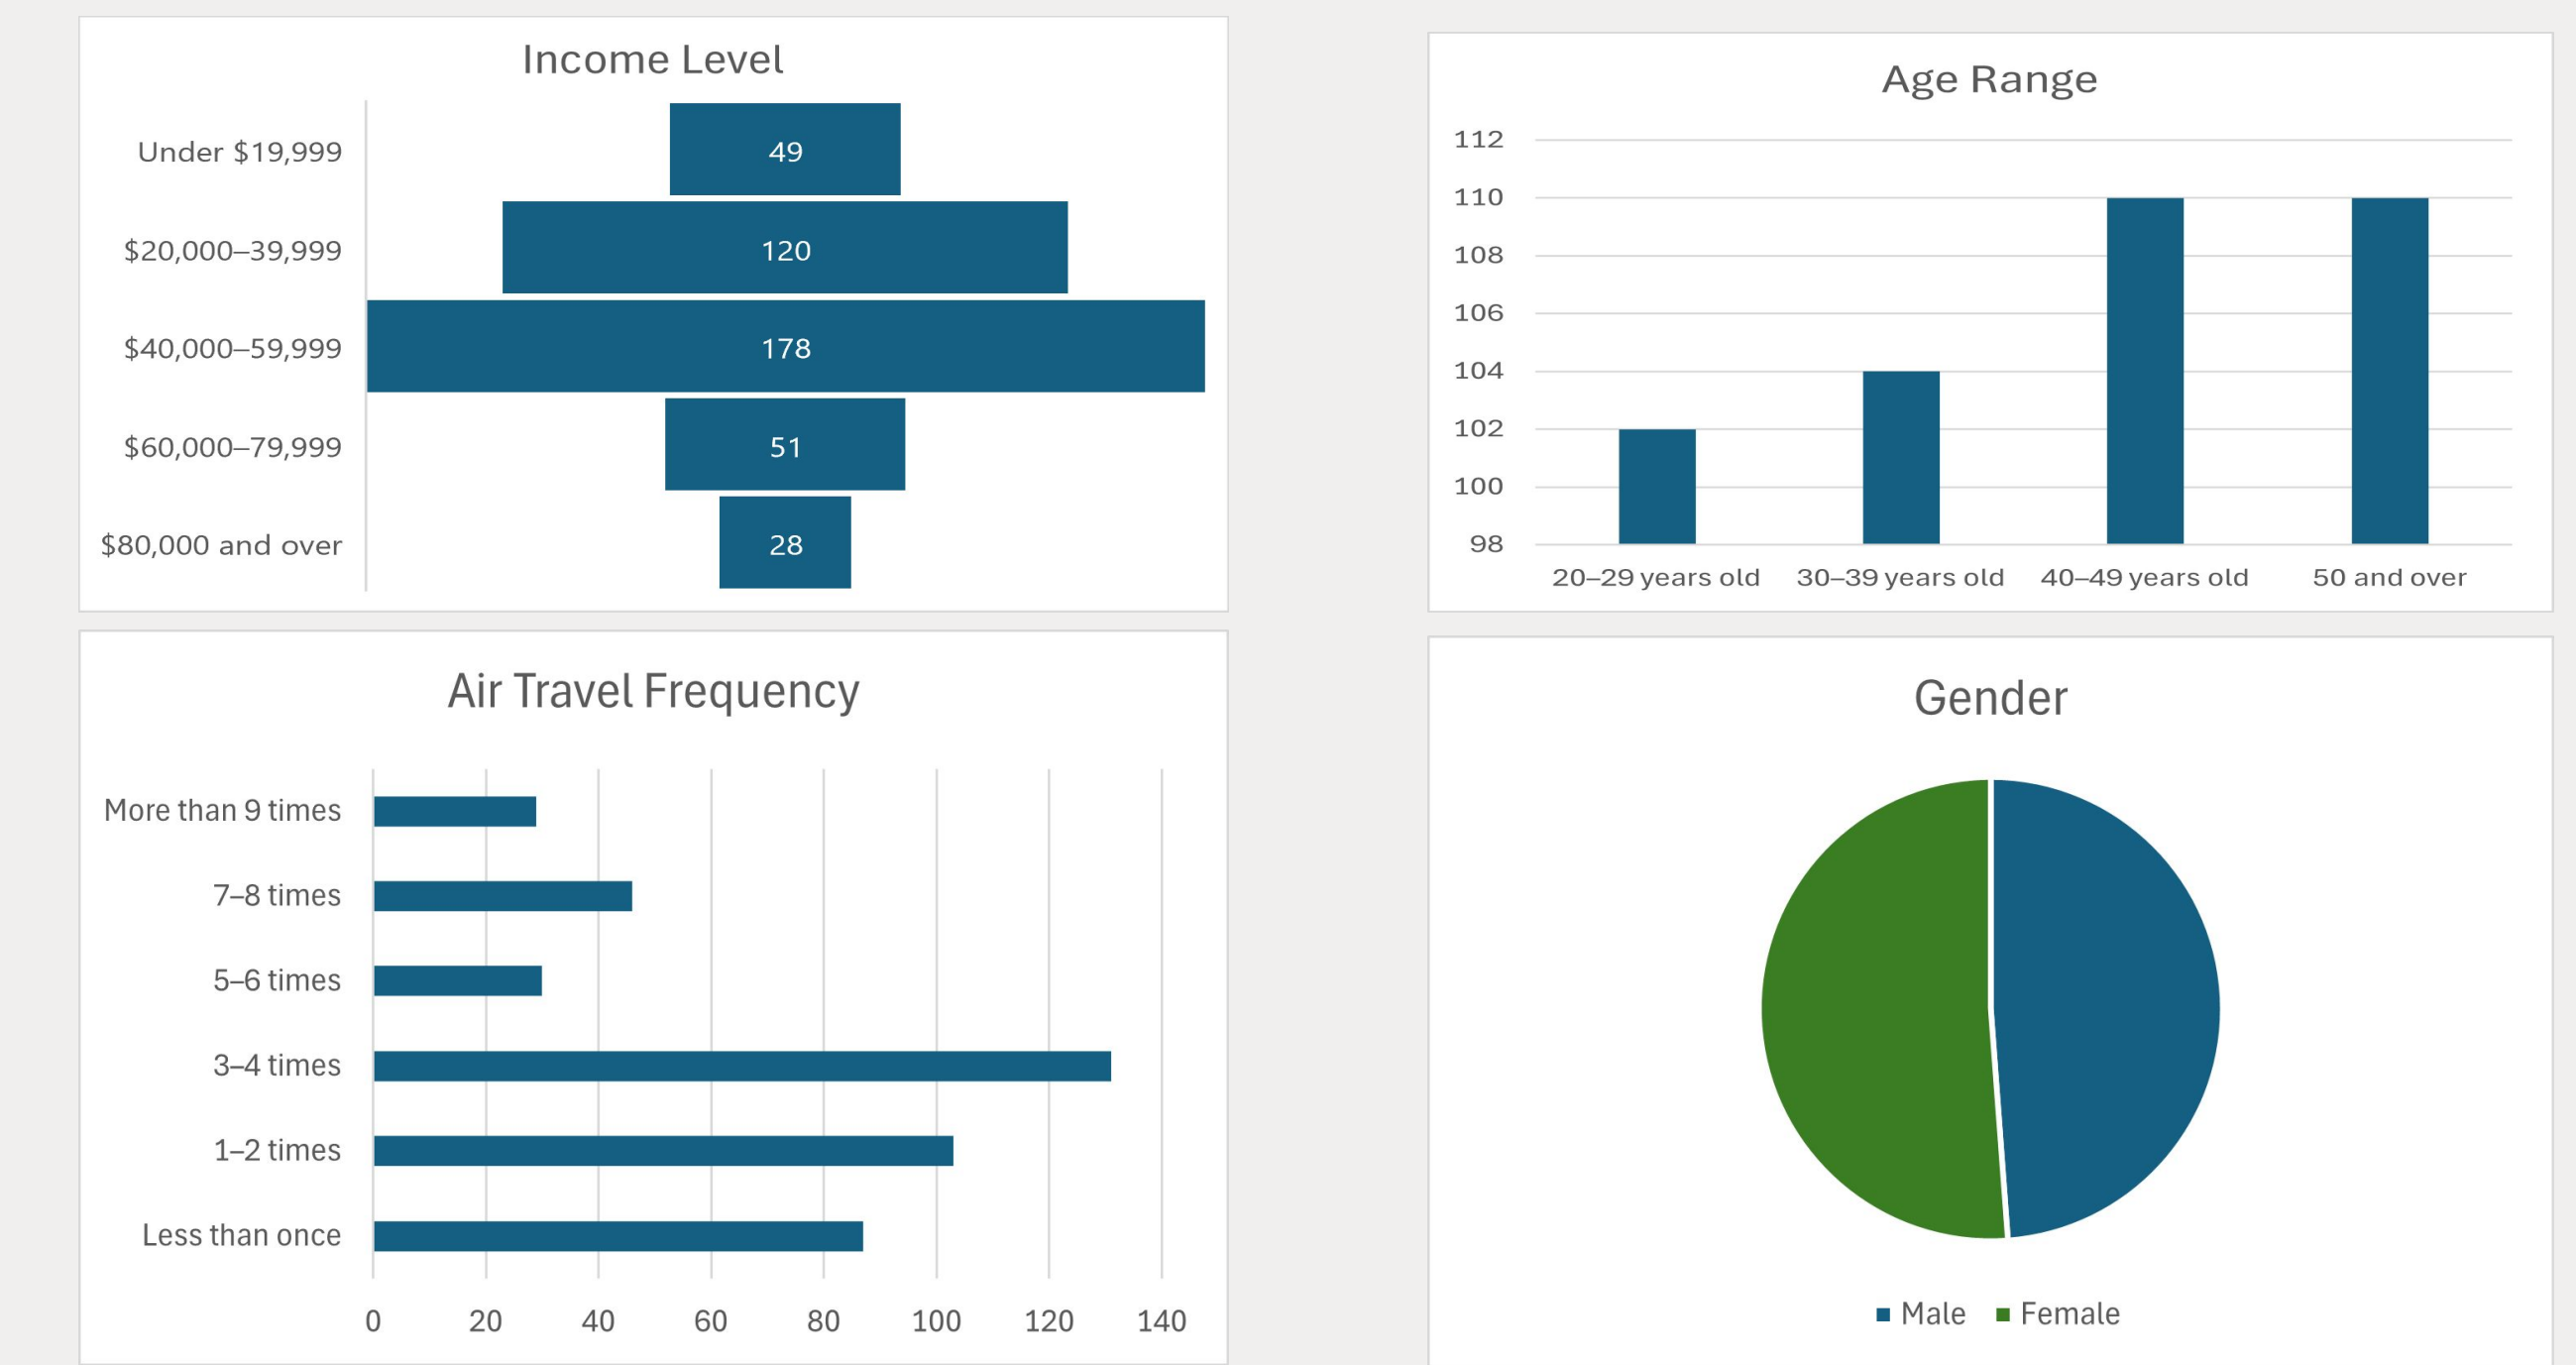 Income Level
Under $19,999
49
$20,000–39,999
120
$40,000–59,999
178
$60,000–79,999
51
$80,000 and over
28
Age Range
112
110
108
106
104
102
100
98
20–29 years old 30–39 years old 40–49 years old 50 and over
Air Travel Frequency
More than 9 times
7–8 times
5–6 times
3–4 times
1–2 times
Less than once
0 20 40 60 80 100 120 140
Gender
Male Female